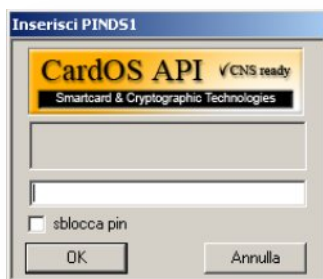 Inserisci PINDS1
CardOS API √CNS ready
Smartcard & Cryptographic Technologies
sblocca pin
OK Annulla